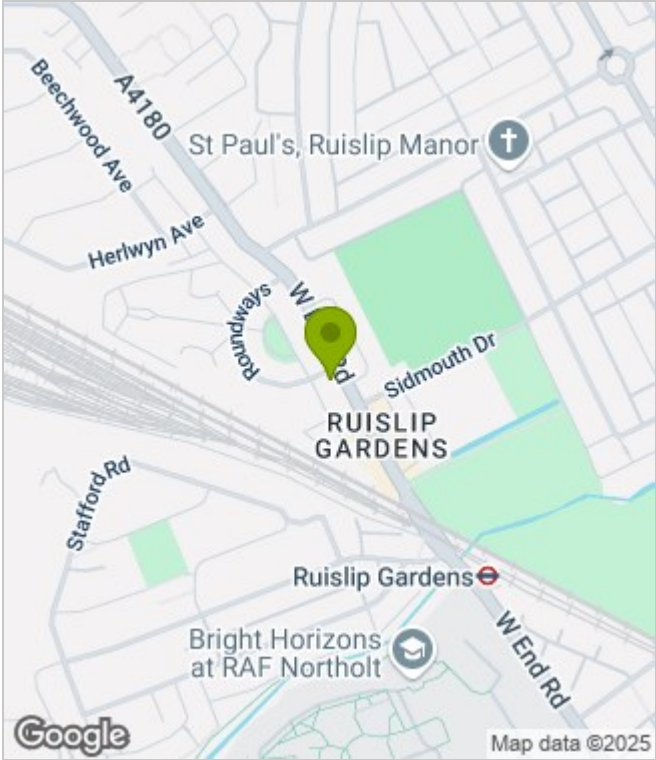 Beechwood Ave
A4180
St Paul's, Ruislip Manor
Herlwyn Ave
Roundways
W Rd
Sidmouth Dr
RUISLIP
GARDENS
Stafford Rd
Ruislip Gardens
Bright Horizons
at RAF Northolt
W End Rd
Google
Map data ©2025